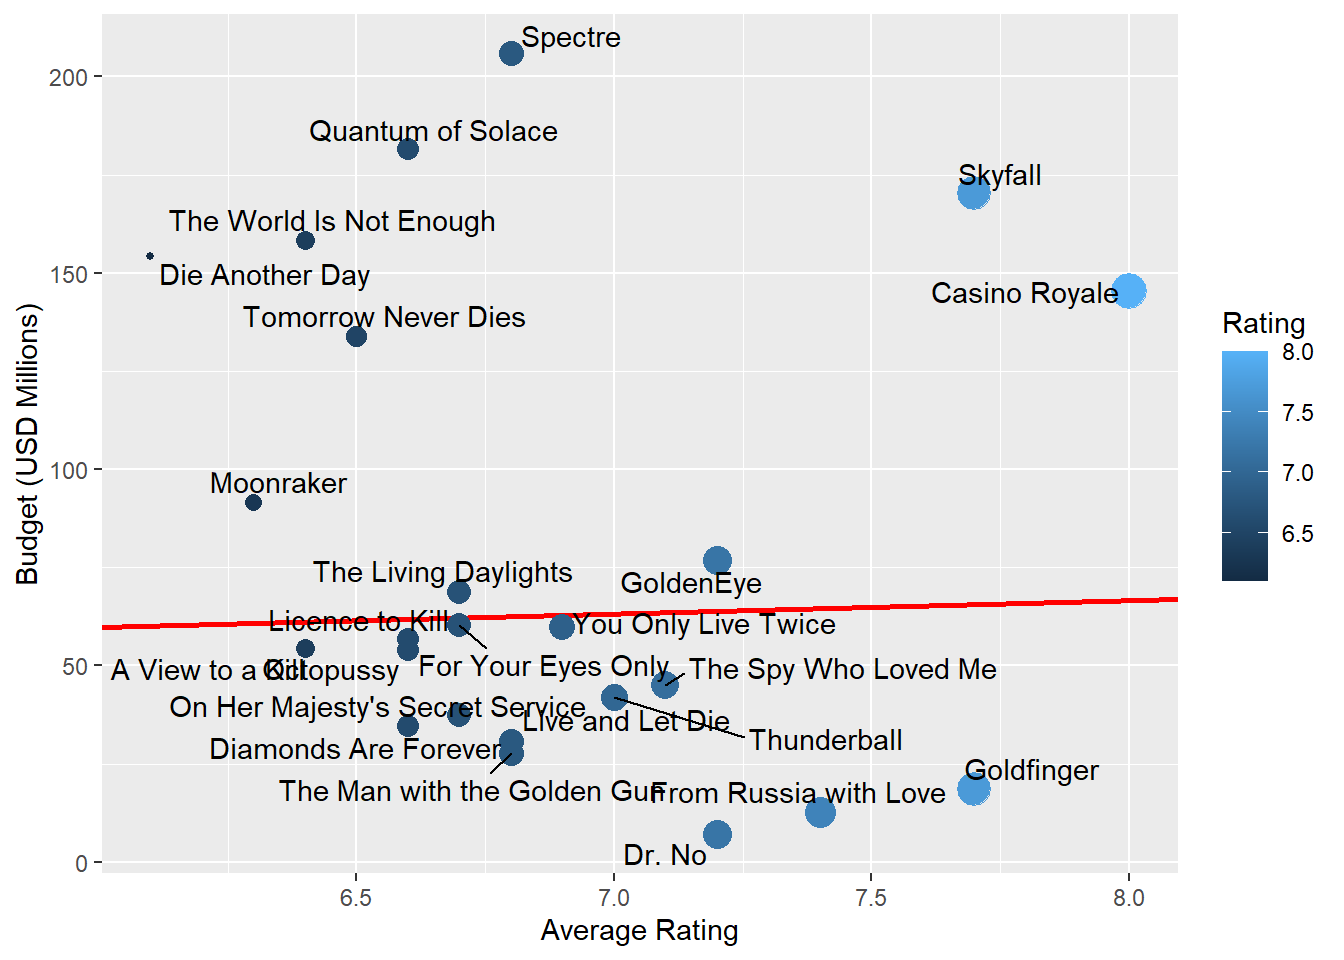 Spectre
200
Quantum of Solace
Skyfall
The World Is Not Enough
Die Another Day
150
Casino Royale
Tomorrow Never Dies
Rating
8.0
7.5
7.0
6.5
Budget (USD Millions)
100
Moonraker
The Living Daylights
GoldenEye
Licence to Kill
You Only Live Twice
50
A View to a Kill
Octopussy
For Your Eyes Only
The Spy Who Loved Me
On Her Majesty's Secret Service
Live and Let Die
Thunderball
Diamonds Are Forever
Goldfinger
The Man with the Golden Gun
From Russia with Love
Dr. No
0
6.5
7.0
7.5
8.0
Average Rating